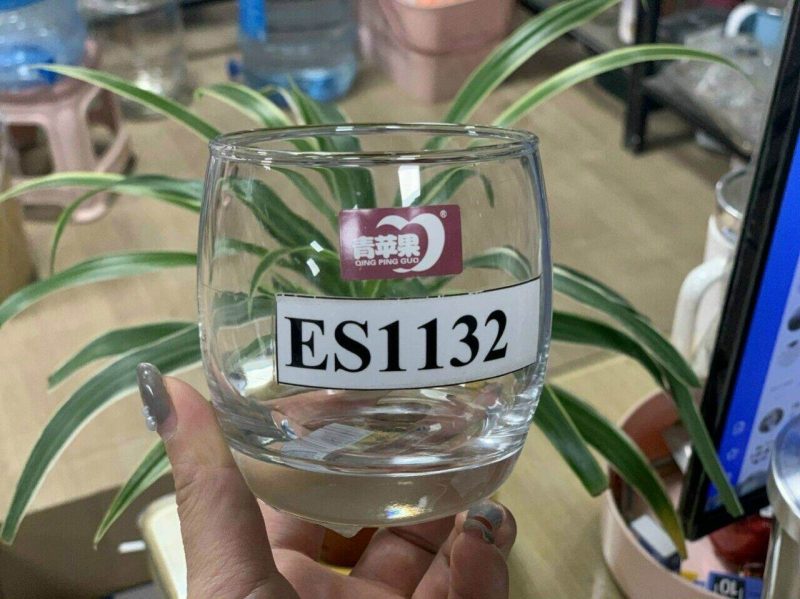 青苹果®
QING PING GUO
ES1132